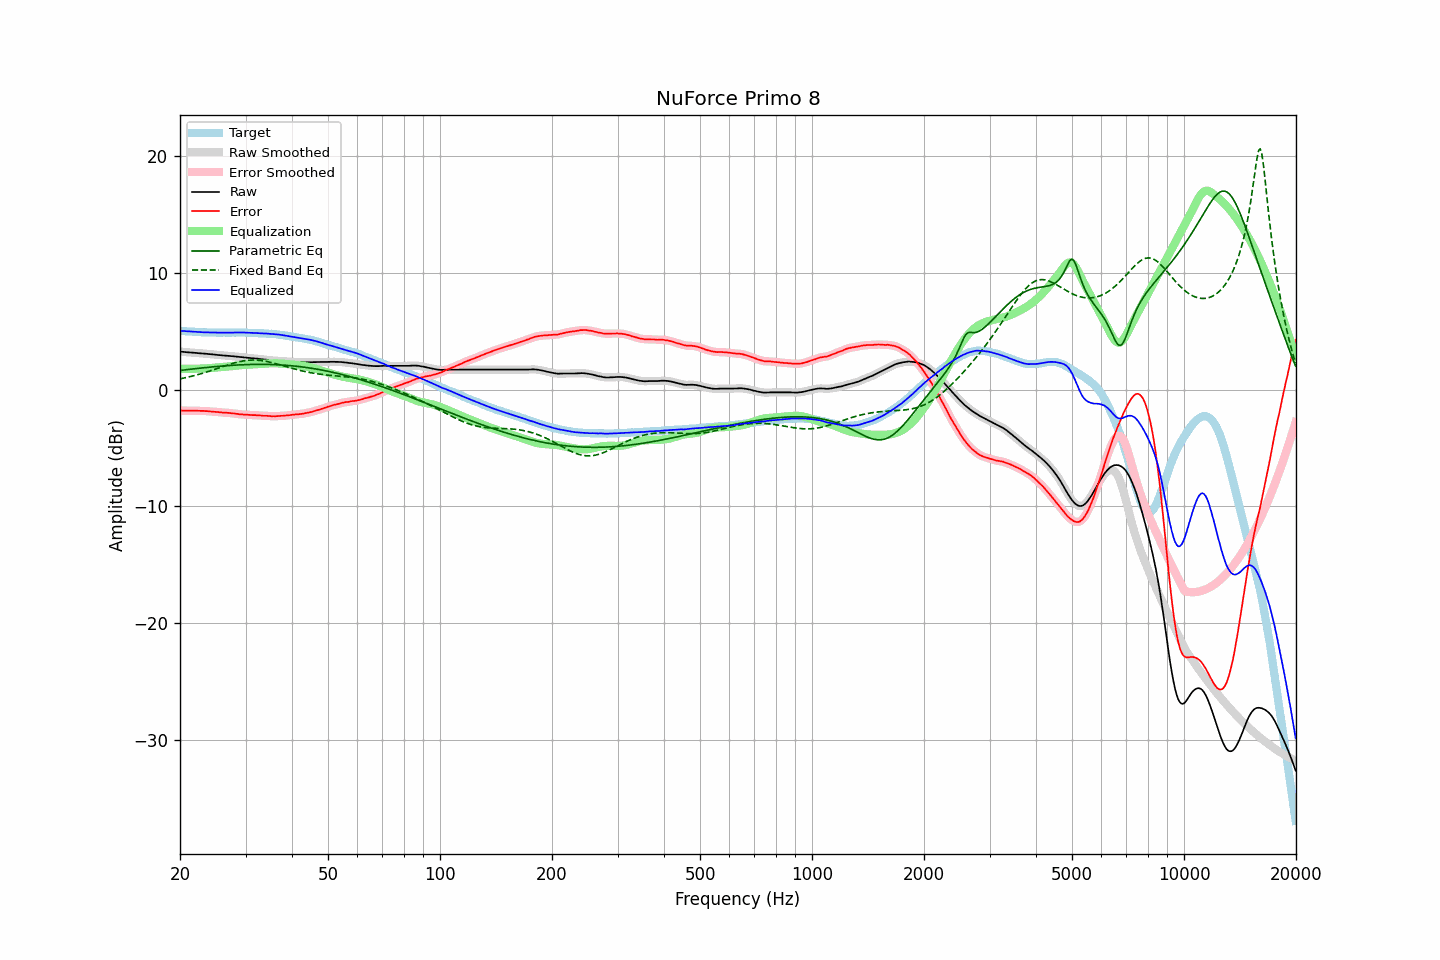 NuForce Primo 8
Target
Raw Smoothed
Error Smoothed
Raw
Error
Equalization
Parametric Eq
Fixed Band Eq
Equalized
20
10
0
−10
−20
−30
Amplitude (dBr)
20 50 100 200 500 1000 2000 5000 10000 20000
Frequency (Hz)